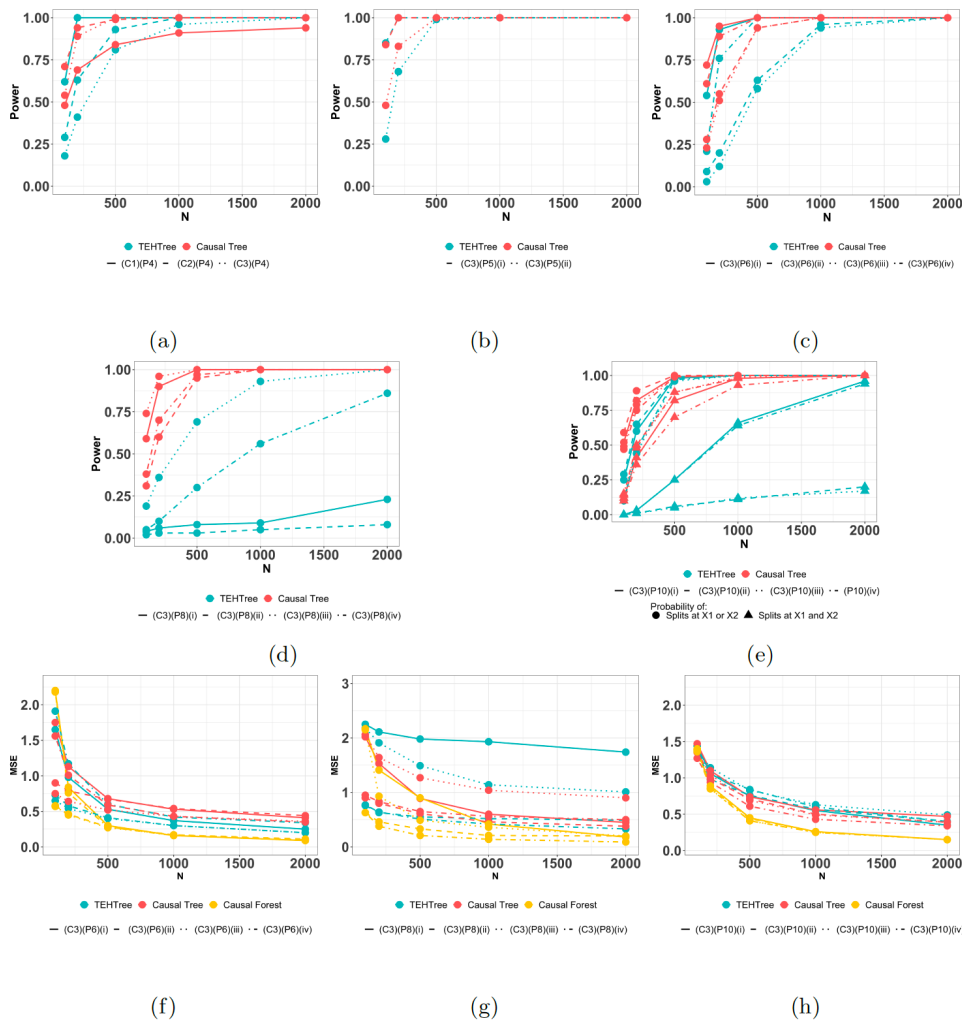 1.00
0.75
0.50
0.25
0.00
Power
500 1000 1500 2000
N
TEHTree Causal Tree
(C1)(P4) (C2)(P4) (C3)(P4)
(a)
1.00
0.75
0.50
0.25
0.00
Power
500 1000 1500 2000
N
TEHTree Causal Tree
(C3)(P5)(i) (C3)(P5)(ii)
(b)
1.00
0.75
0.50
0.25
0.00
Power
500 1000 1500 2000
N
TEHTree Causal Tree
(C3)(P6)(i) (C3)(P6)(ii) (C3)(P6)(iii) (C3)(P6)(iv)
(c)
1.00
0.75
0.50
0.25
0.00
Power
500 1000 1500 2000
N
TEHTree Causal Tree
(C3)(P8)(i) (C3)(P8)(ii) (C3)(P8)(iii) (C3)(P8)(iv)
(d)
1.00
0.75
0.50
0.25
0.00
Power
500 1000 1500 2000
N
TEHTree Causal Tree
(C3)(P10)(i) (C3)(P10)(ii) (C3)(P10)(iii) (P10)(iv)
Probability of:
Splits at X1 or X2 Splits at X1 and X2
(e)
2.0
1.5
1.0
0.5
0.0
MSE
500 1000 1500 2000
N
TEHTree Causal Tree Causal Forest
(C3)(P6)(i) (C3)(P6)(ii) (C3)(P6)(iii) (C3)(P6)(iv)
(f)
3
2
1
0
MSE
500 1000 1500 2000
N
TEHTree Causal Tree Causal Forest
(C3)(P8)(i) (C3)(P8)(ii) (C3)(P8)(iii) (C3)(P8)(iv)
(g)
2.0
1.5
1.0
0.5
0.0
MSE
500 1000 1500 2000
N
TEHTree Causal Tree Causal Forest
(C3)(P10)(i) (C3)(P10)(ii) (C3)(P10)(iii) (C3)(P10)(iv
(h)